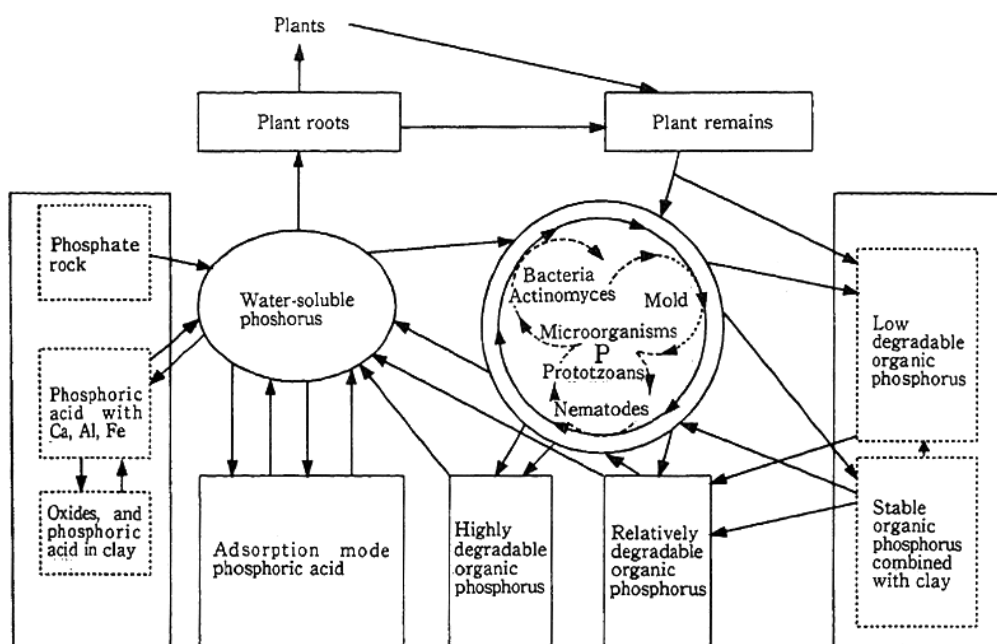 Plants
Plant roots
Plant remains
Phosphate
rock
Water-soluble
phoshorus
Bacteria
Actinomyces
Mold
Microorganisms
P
Prototzoans
Nematodes
Low
degradable
organic
phosphorus
Phosphoric
acid with
Ca, Al, Fe
Oxides, and
phosphoric
acid in clay
Adsorption mode
phosphoric acid
Highly
degradable
organic
phosphorus
Relatively
degradable
organic
phosphorus
Stable
organic
phosphorus
combined
with clay